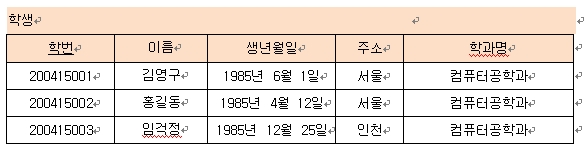 학생
학번 이름 생년월일 주소 학과명
200415001 김영구 1985년 6월 1일 서울 컴퓨터공학과
200415002 홍길동 1985년 4월 12일 서울 컴퓨터공학과
200415003 임걱정 1985년 12월 25일 인천 컴퓨터공학과